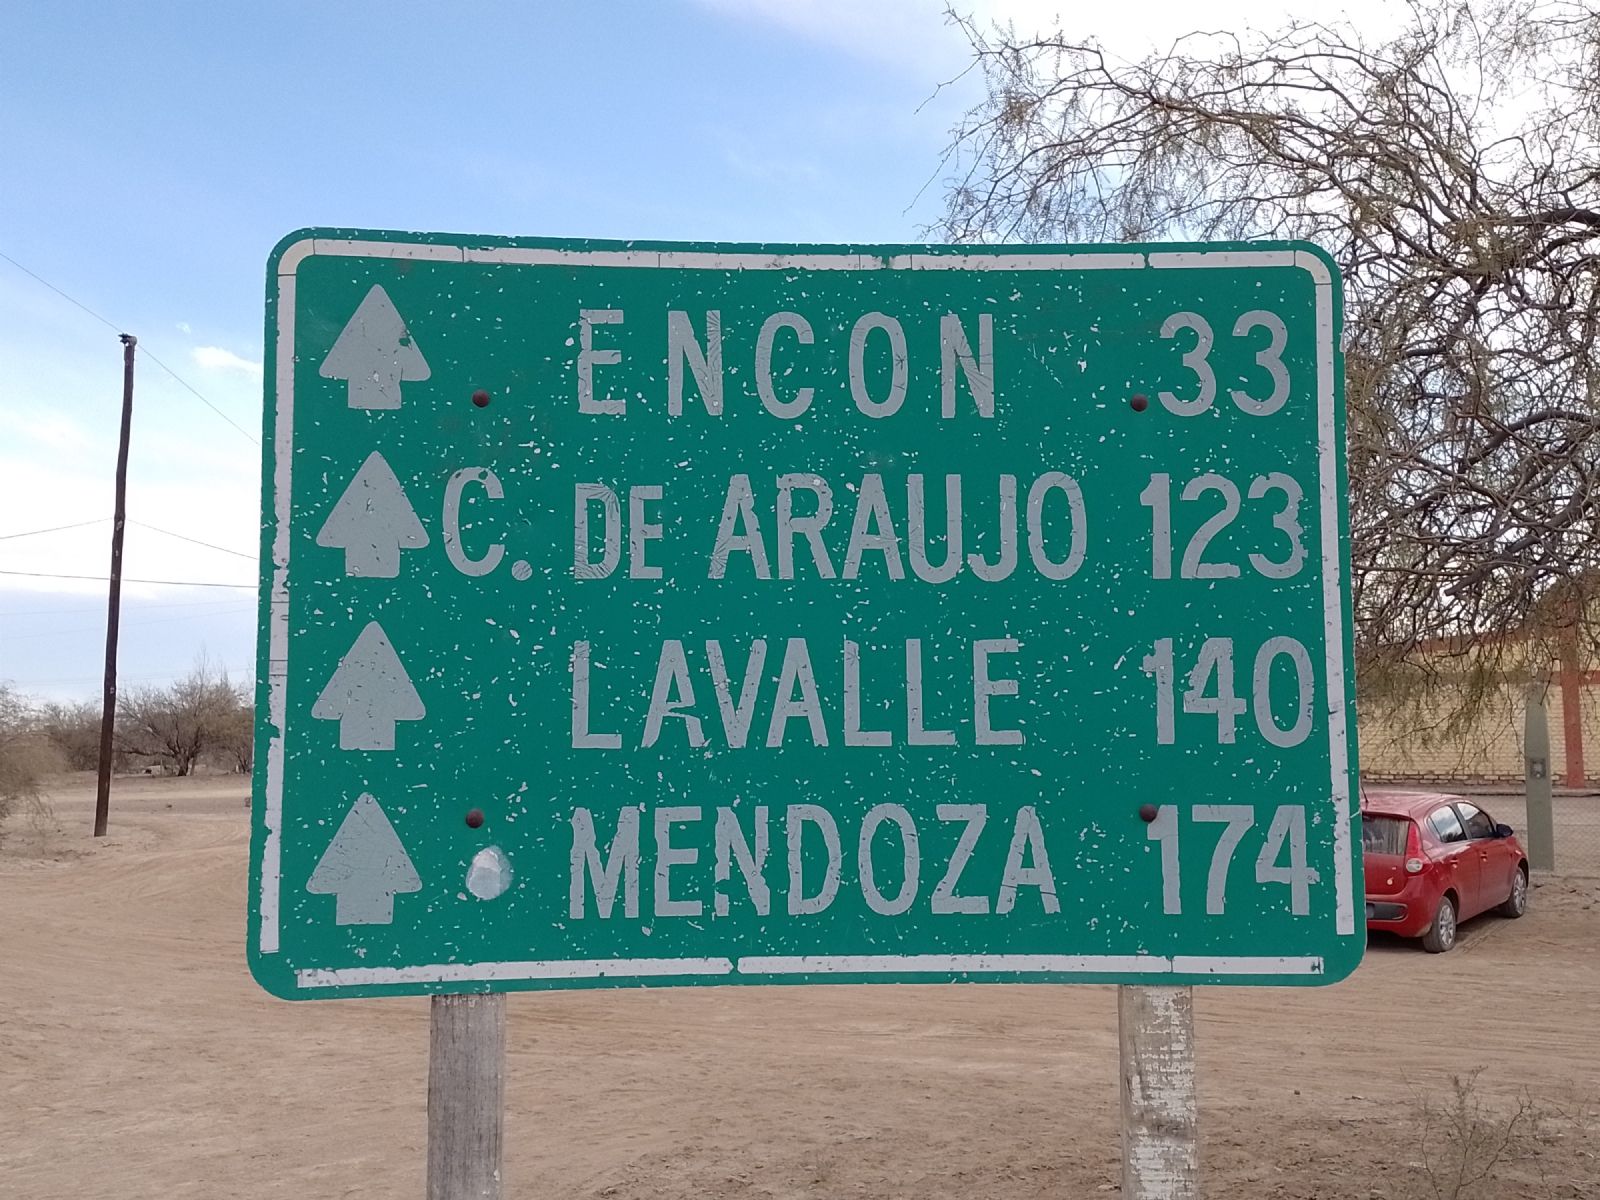 ENCON 33
C. DE ARAUJO 123
LAVALLE 140
MENDOZA 174